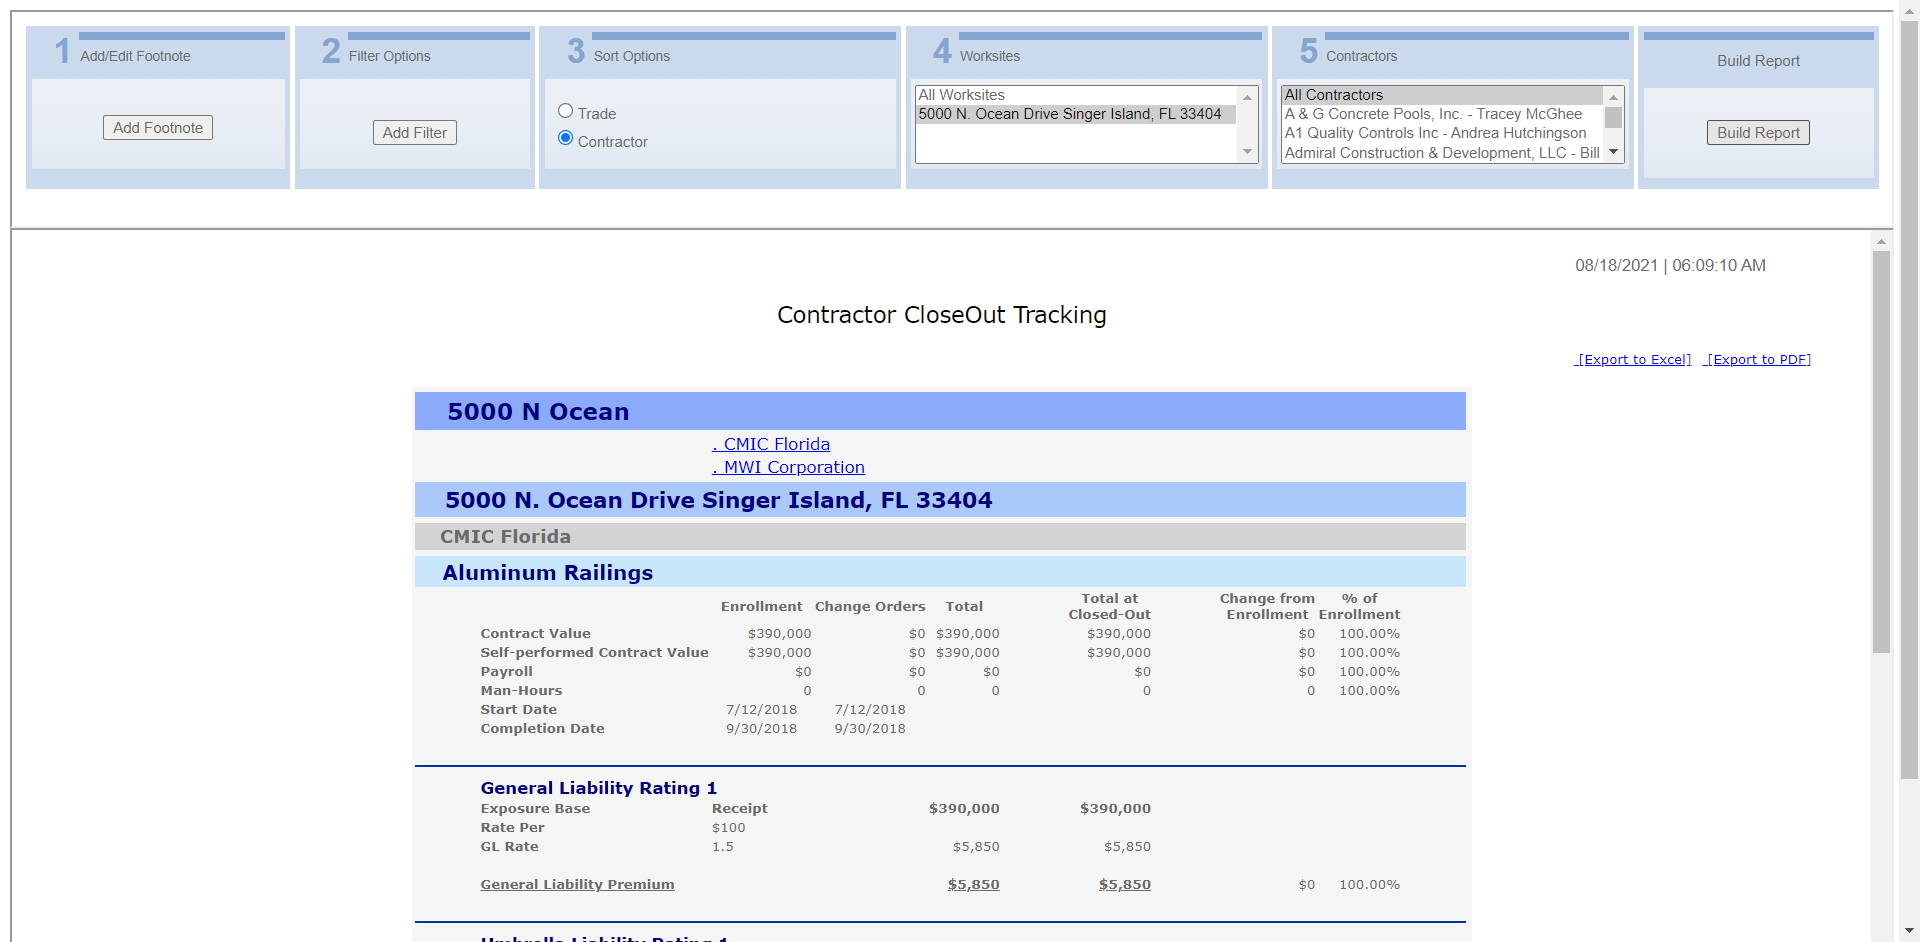 1 Add/Edit Footnote
Add Footnote
2 Filter Options
Add Filter
3 Sort Options
Trade
Contractor
4 Worksites
All Worksites
5000 N. Ocean Drive Singer Island, FL 33404
5 Contractors
All Contractors
A & G Concrete Pools, Inc. - Tracey McGhee
A1 Quality Controls Inc - Andrea Hutchingson
Admiral Construction & Development, LLC - Bill
Build Report
Build Report
08/18/2021 | 06:09:10 AM
Contractor CloseOut Tracking
[Export to Excel] [Export to PDF]
5000 N Ocean
. CMIC Florida
. MWI Corporation
5000 N. Ocean Drive Singer Island, FL 33404
CMIC Florida
Aluminum Railings
Enrollment Change Orders Total Total at Closed-Out Change from Enrollment % of Enrollment
Contract Value $390,000 $0 $390,000 $390,000 $0 100.00%
Self-performed Contract Value $390,000 $0 $390,000 $390,000 $0 100.00%
Payroll $0 $0 $0 $0 $0 100.00%
Man-Hours 0 0 0 0 0 100.00%
Start Date 7/12/2018 7/12/2018
Completion Date 9/30/2018 9/30/2018
General Liability Rating 1
Exposure Base Receipt $390,000 $390,000
Rate Per $100
GL Rate 1.5 $5,850 $5,850
General Liability Premium $5,850 $5,850 $0 100.00%
Umbrella Liability Rating 1